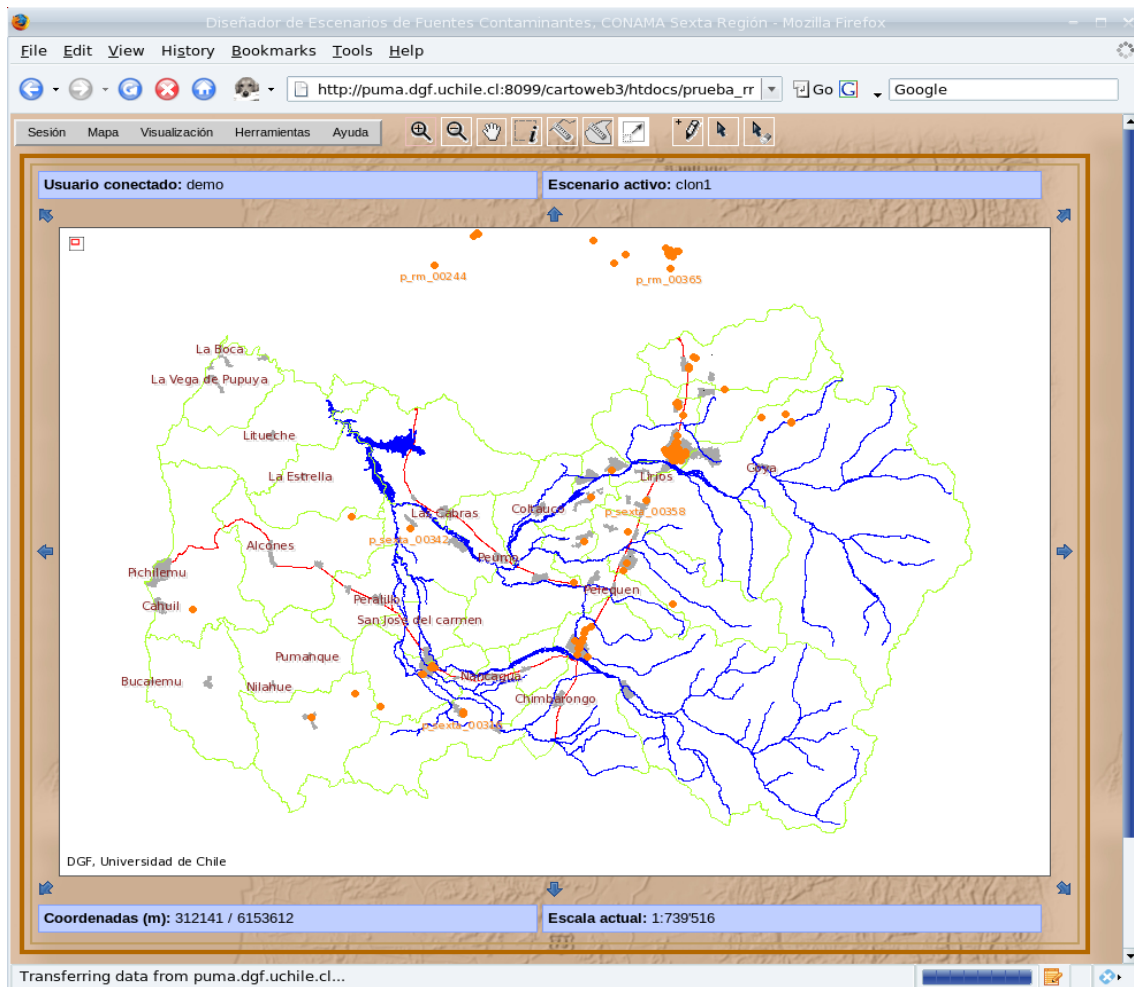 Diseñador de Escenarios de Fuentes Contaminantes, CONAMA Sexta Región - Mozilla Firefox
File Edit View History Bookmarks Tools Help
http://puma.dgf.uchile.cl:8099/cartoweb3/htdocs/prueba_rr Go G Google
Sesión Mapa Visualización Herramientas Ayuda
Usuario conectado: demo Escenario activo: clon1
p_rm_00244
p_rm_00365
La Boca
La Vega de Pupuya
Litueche
Goya
La Estrella
Lirios
Las Cabras
Coltauco
p_sexta_00358
p_sexta_00342
Alcones
Peumo
Pichilemu
Pelequen
Peralillo
Cahuil
San Jose del carmen
Pumanque
Nancagua
Bucalemu
Nilahue
Chimbarongo
DGF, Universidad de Chile
Coordenadas (m): 312141 / 6153612 Escala actual: 1:739'516
Transferring data from puma.dgf.uchile.cl...